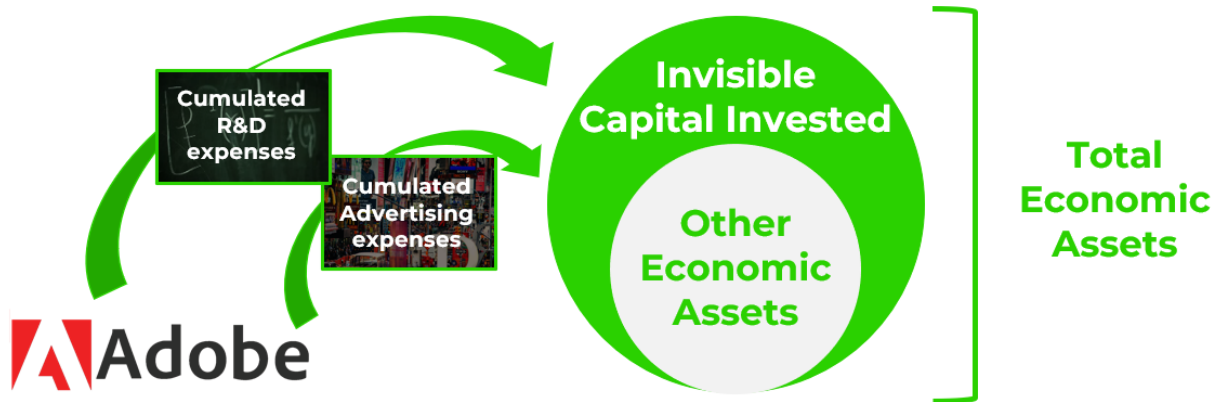 Cumulated
R&D
expenses
Cumulated
Advertising
expenses
Adobe
Invisible
Capital Invested
Other
Economic
Assets
Total
Economic
Assets